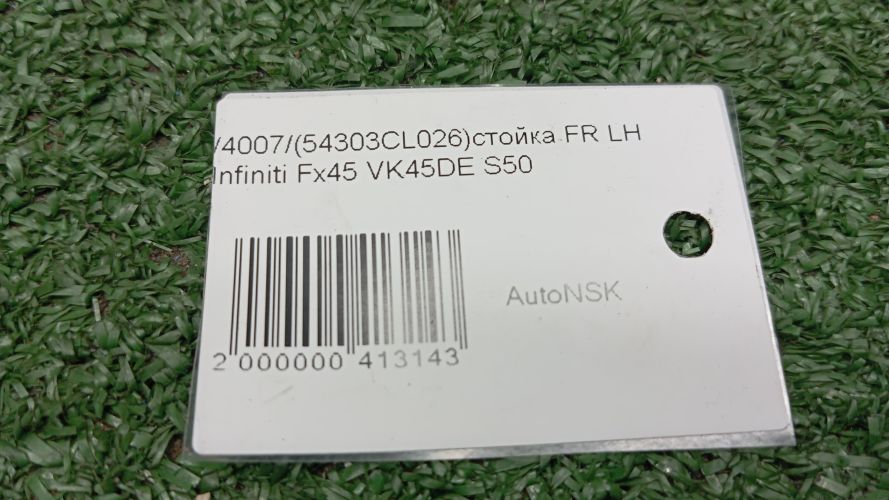 /4007/(54303CL026)стойка FR LH
Infiniti Fx45 VK45DE S50
AutoNSK
2 000000 413143